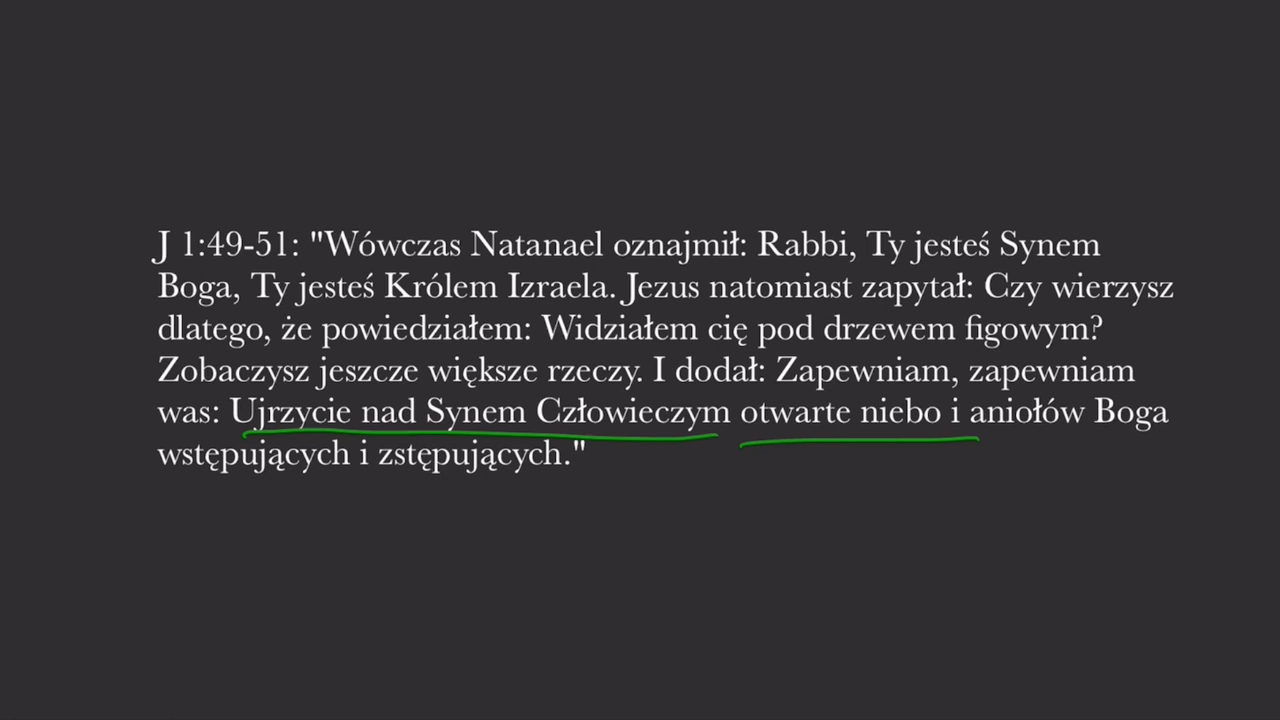 J 1:49-51: "Wówczas Natanael oznajmił: Rabbi, Ty jesteś Synem
Boga, Ty jesteś Królem Izraela. Jezus natomiast zapytał: Czy wierzysz
dlatego, że powiedziałem: Widziałem cię pod drzewem figowym?
Zobaczysz jeszcze większe rzeczy. I dodał: Zapewniam, zapewniam
was: Ujrzycie nad Synem Człowieczym otwarte niebo i aniołów Boga
wstępujących i zstępujących."